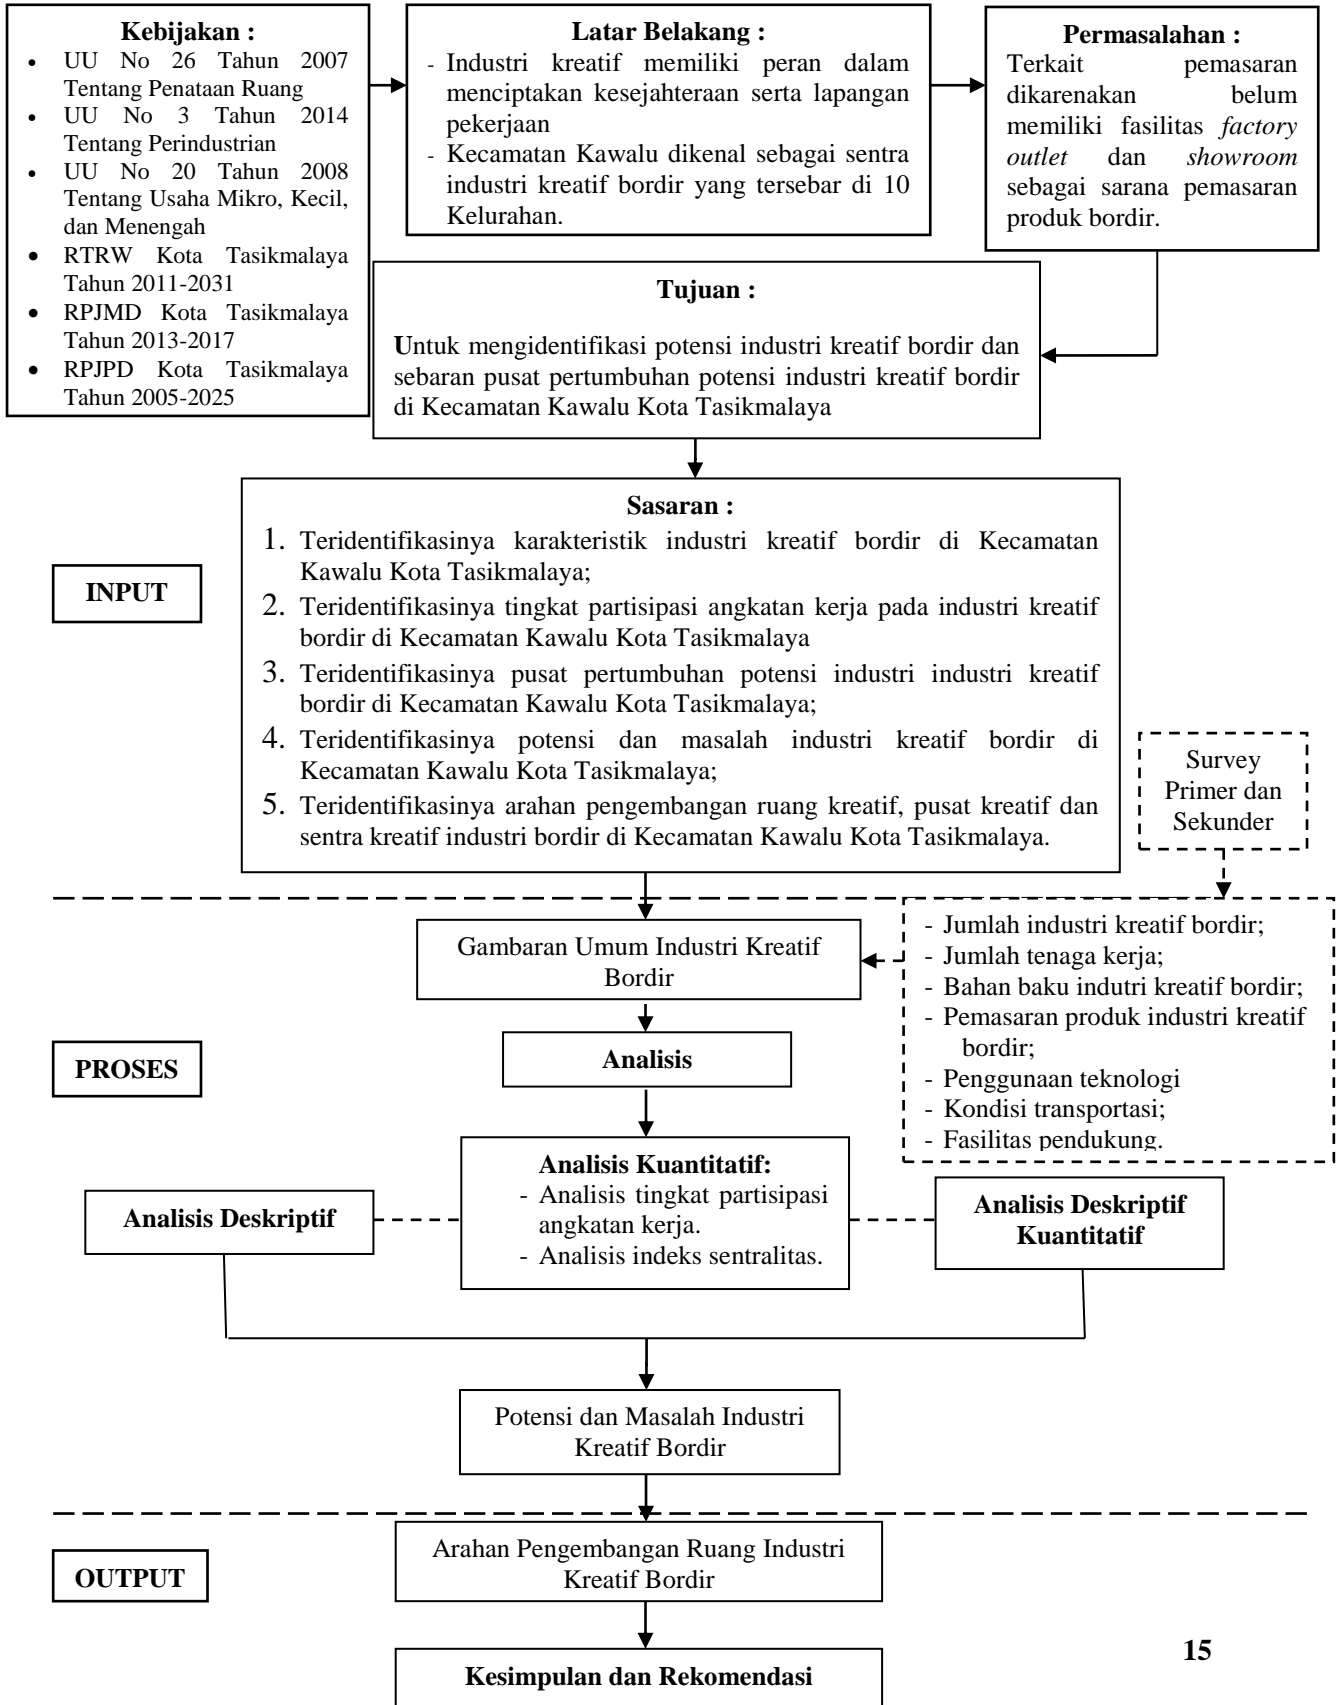 Kebijakan :
• UU No 26 Tahun 2007
Tentang Penataan Ruang
• UU No 3 Tahun 2014
Tentang Perindustrian
• UU No 20 Tahun 2008
Tentang Usaha Mikro, Kecil,
dan Menengah
• RTRW Kota Tasikmalaya
Tahun 2011-2031
• RPJMD Kota Tasikmalaya
Tahun 2013-2017
• RPJPD Kota Tasikmalaya
Tahun 2005-2025
Latar Belakang :
- Industri kreatif memiliki peran dalam
menciptakan kesejahteraan serta lapangan
pekerjaan
- Kecamatan Kawalu dikenal sebagai sentra
industri kreatif bordir yang tersebar di 10
Kelurahan.
Permasalahan :
Terkait pemasaran
dikarenakan belum
memiliki fasilitas factory
outlet dan showroom
sebagai sarana pemasaran
produk bordir.
Tujuan :
Untuk mengidentifikasi potensi industri kreatif bordir dan
sebaran pusat pertumbuhan potensi industri kreatif bordir
di Kecamatan Kawalu Kota Tasikmalaya
Sasaran :
1. Teridentifikasinya karakteristik industri kreatif bordir di Kecamatan
Kawalu Kota Tasikmalaya;
2. Teridentifikasinya tingkat partisipasi angkatan kerja pada industri kreatif
bordir di Kecamatan Kawalu Kota Tasikmalaya
3. Teridentifikasinya pusat pertumbuhan potensi industri industri kreatif
bordir di Kecamatan Kawalu Kota Tasikmalaya;
4. Teridentifikasinya potensi dan masalah industri kreatif bordir di
Kecamatan Kawalu Kota Tasikmalaya;
5. Teridentifikasinya arahan pengembangan ruang kreatif, pusat kreatif dan
sentra kreatif industri bordir di Kecamatan Kawalu Kota Tasikmalaya.
INPUT
Survey
Primer dan
Sekunder
Gambaran Umum Industri Kreatif
Bordir
- Jumlah industri kreatif bordir;
- Jumlah tenaga kerja;
- Bahan baku indutri kreatif bordir;
- Pemasaran produk industri kreatif
bordir;
- Penggunaan teknologi
- Kondisi transportasi;
- Fasilitas pendukung.
PROSES
Analisis
Analisis Kuantitatif:
- Analisis tingkat partisipasi
angkatan kerja.
- Analisis indeks sentralitas.
Analisis Deskriptif
Analisis Deskriptif
Kuantitatif
Potensi dan Masalah Industri
Kreatif Bordir
OUTPUT
Arahan Pengembangan Ruang Industri
Kreatif Bordir
Kesimpulan dan Rekomendasi
15